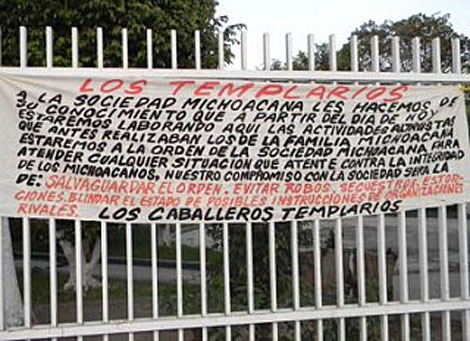 LOS TEMPLARIOS
A LA SOCIEDAD MICHOACANA LES HACEMOS DE
SU CONOCIMIENTO QUE A PARTIR DEL DIA DE HOY
ESTAREMOS LABORANDO AQUI LAS ACTIVIDADES ALTRUISTAS
QUE ANTES REALIZABAN LOS DE LA FAMILIA MICHOACANA
ESTAREMOS A LA ORDEN DE LA SOCIEDAD MICHOACANA PARA
ATENDER CUALQUIER SITUACION QUE ATENTE CONTRA LA INTEGRIDAD
DE LOS MICHOACANOS, NUESTRO COMPROMISO CON LA SOCIEDAD SERA LA
DE: SALVAGUARDAR EL ORDEN. EVITAR ROBOS, SECUESTROS, EXTOR-
CIONES. BLINDAR EL ESTADO DE POSIBLES INSTRUCCIONES DE ORGANIZACIONES
RIVALES. LOS CABALLEROS TEMPLARIOS